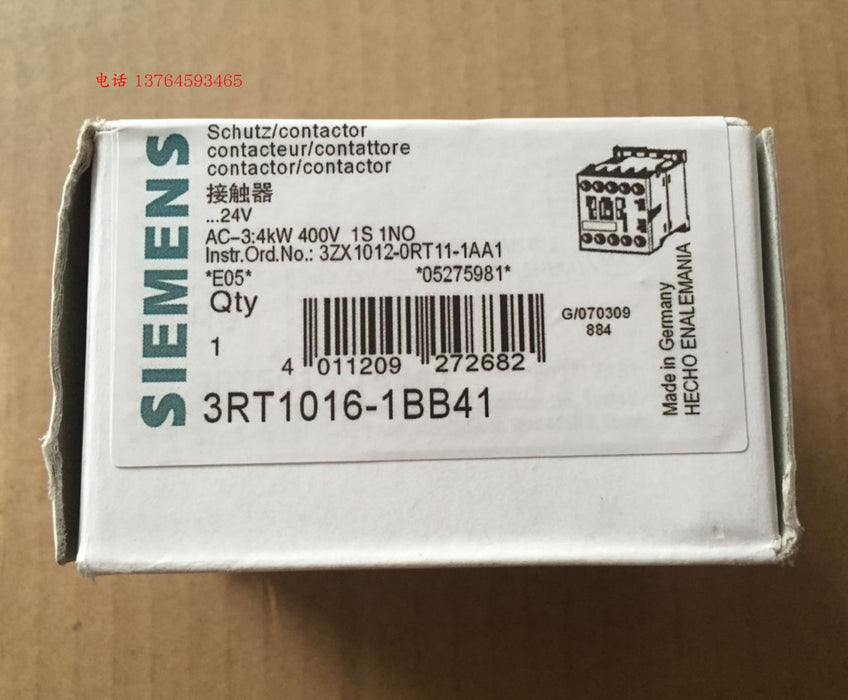 电话 13764593465
SIEMENS
Schutz/contactor
contacteur/contattore
contactor/contactor
接触器
...24V
AC-3:4kW 400V 1S 1NO
Instr.Ord.No.: 3ZX1012-0RT11-1AA1
*E05* *05275981*
Qty
1
4 011209 272682
G/070309
884
3RT1016-1BB41
Made in Germany
HECHO ENALEMANIA